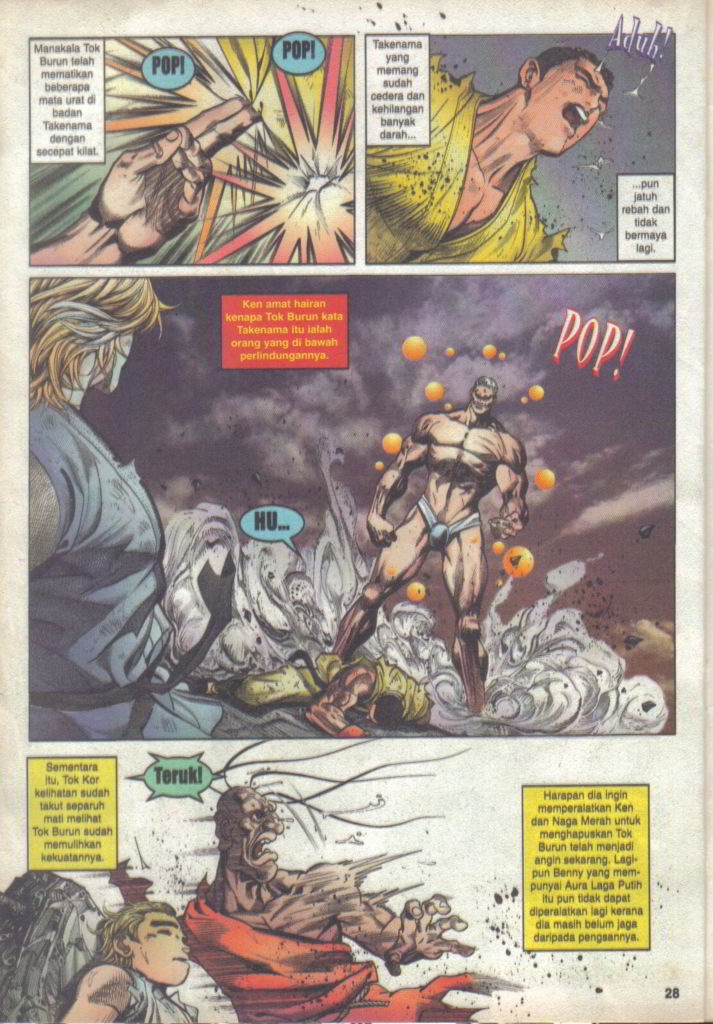 Manakala Tok
Burun telah
mematikan
beberapa
mata urat di
badan
Takenama
dengan
secepat kilat.
POP!
POP!
Takenama
yang
memang
sudah
cedera dan
kehilangan
banyak
darah...
Aduh!
...pun
jatuh
rebah dan
tidak
bermaya
lagi.
Ken amat hairan
kenapa Tok Burun kata
Takenama itu ialah
orang yang di bawah
perlindungannya.
POP!
HU...
Sementara
itu, Tok Kor
kelihatan sudah
takut separuh
mati melihat
Tok Burun sudah
memulihkan
kekuatannya.
Teruk!
Harapan dia ingin
memperalatkan Ken
dan Naga Merah untuk
menghapuskan Tok
Burun telah menjadi
angin sekarang. Lagi-
pun Benny yang mem-
punyai Aura Laga Putih
itu pun tidak dapat
diperalatkan lagi kerana
dia masih belum jaga
daripada pengsannya.
28